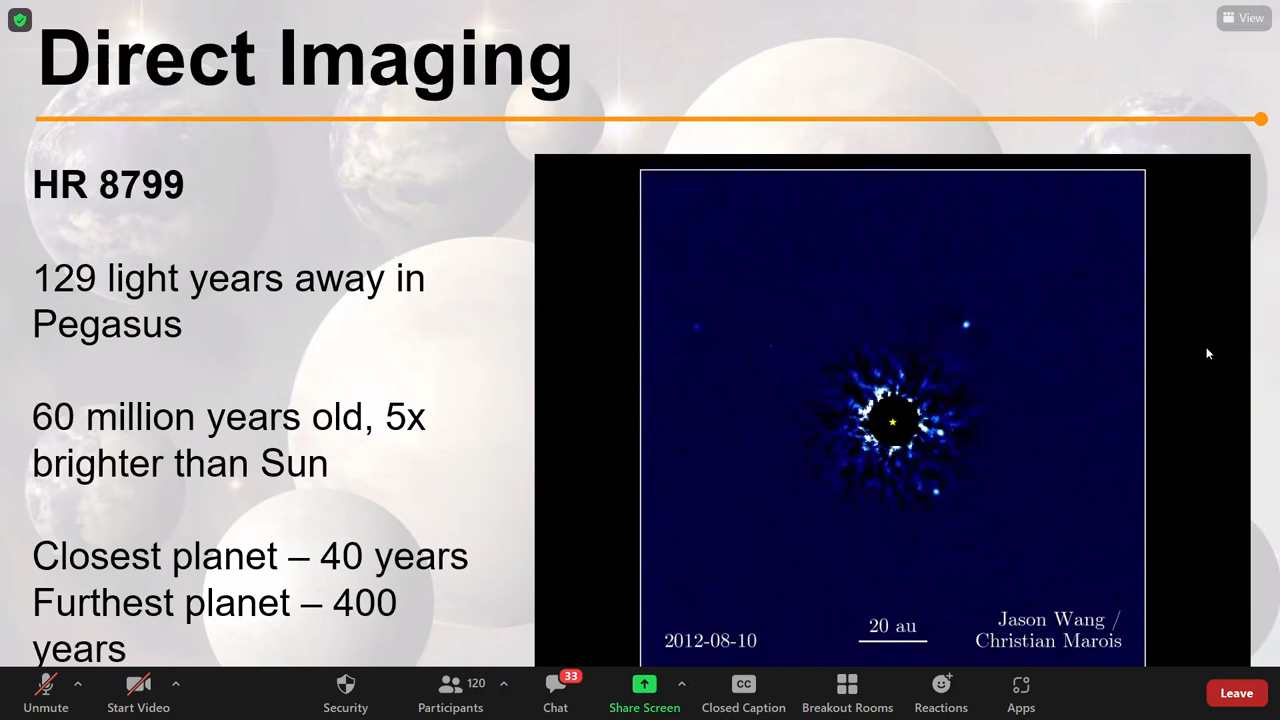 View
Direct Imaging
HR 8799
129 light years away in
Pegasus
60 million years old, 5x
brighter than Sun
Closest planet – 40 years
Furthest planet – 400
years
2012-08-10
20 au
Jason Wang /
Christian Marois
Unmute
Start Video
Security
120
Participants
33
Chat
Share Screen
CC
Closed Caption
Breakout Rooms
Reactions
Apps
Leave